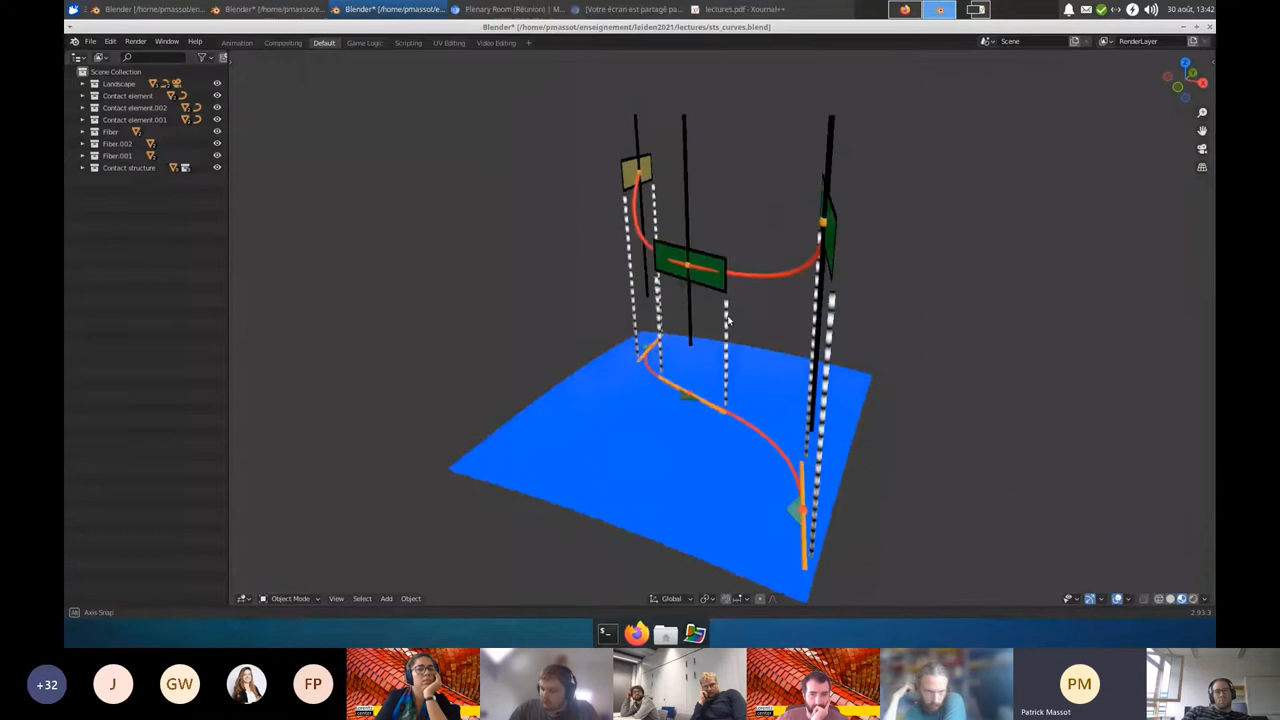 Blender [/home/pmassot/en...
Blender* [/home/pmassot/e...
Blender* [/home/pmassot/e...
Plenary Room (Réunion) | M...
[Votre écran est partagé pa...
lectures.pdf - Xournal++
30 août, 13:42
Blender* [/home/pmassot/enseignement/leiden2021/lectures/sts_curves.blend]
File Edit Render Window Help
Animation Compositing Default Game Logic Scripting UV Editing Video Editing +
Scene
RenderLayer
Scene Collection
Landscape
Contact element
Contact element.002
Contact element.001
Fiber
Fiber.002
Fiber.001
Contact structure
Z
Y
X
Object Mode View Select Add Object
Global
Axis Snap
2.93.3
$_
+32
J
GW
FP
PM
Patrick Massot